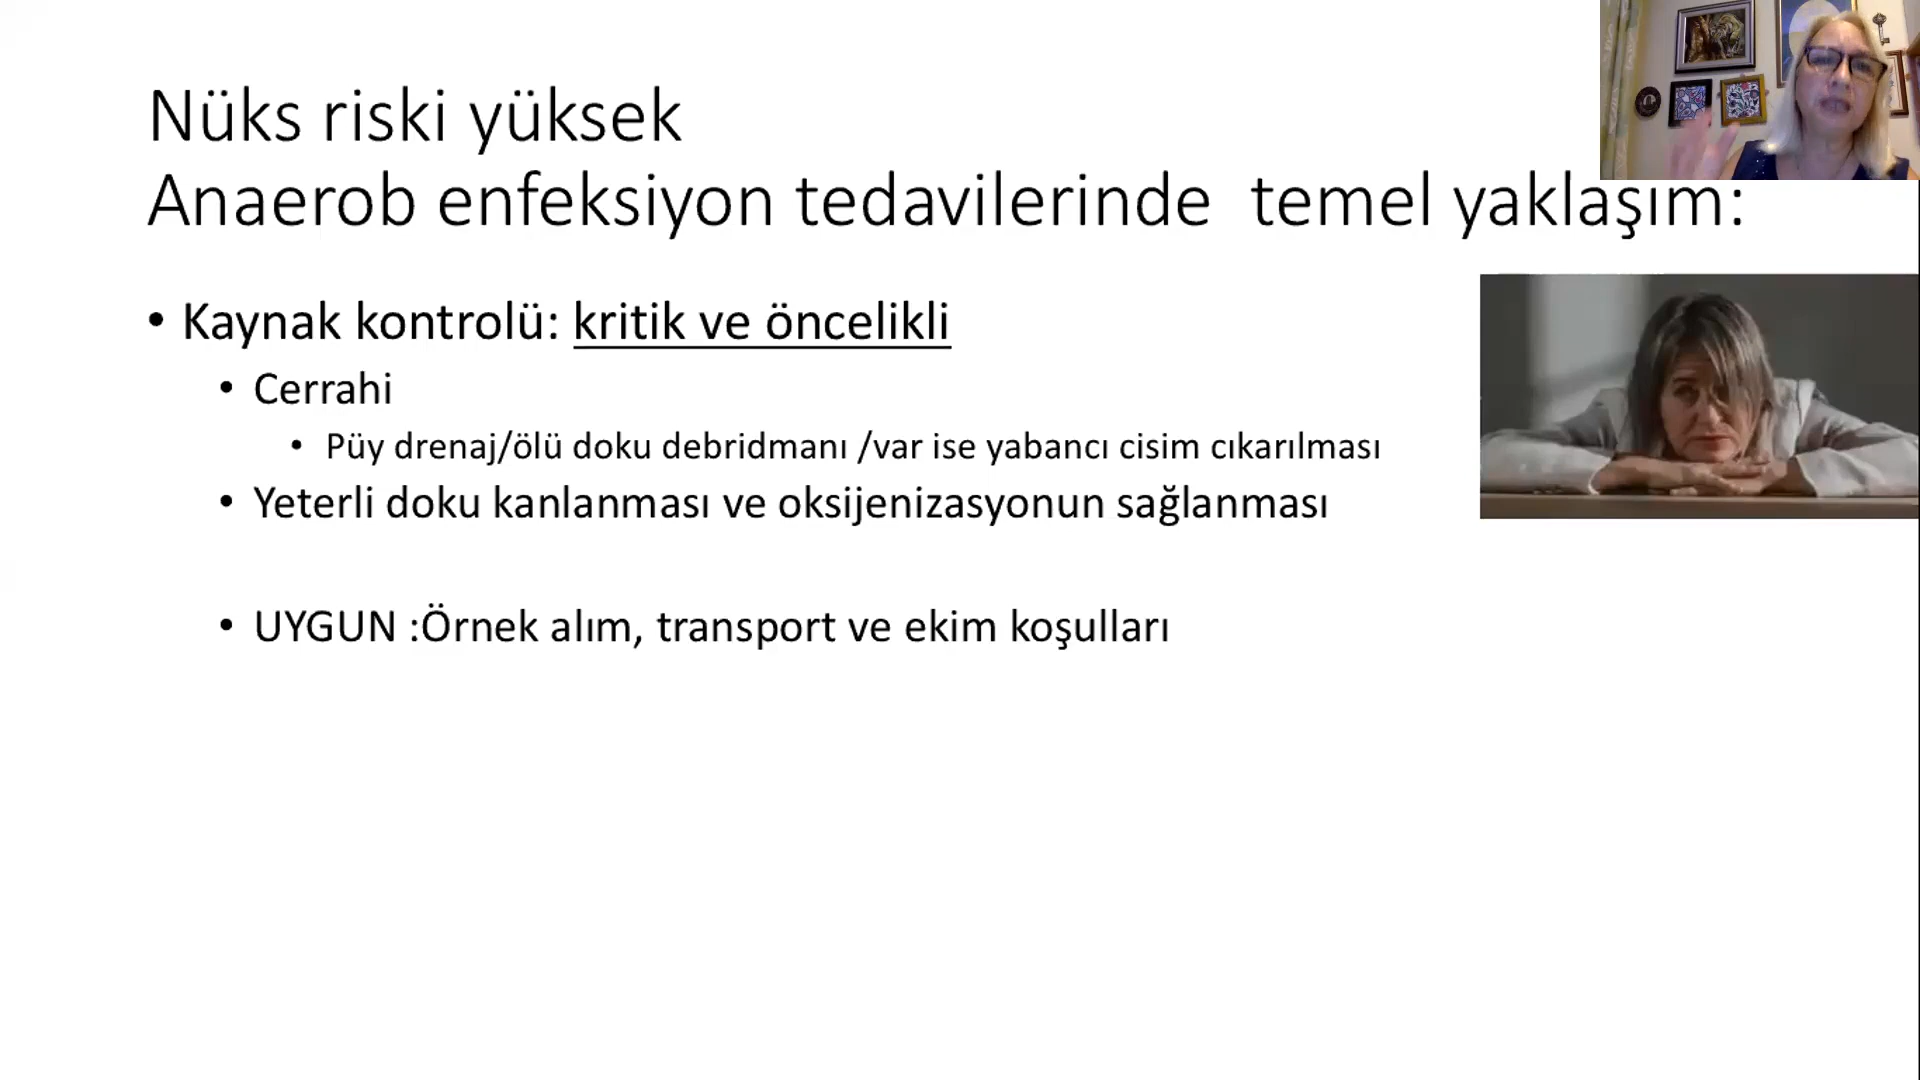 Nüks riski yüksek
Anaerob enfeksiyon tedavilerinde temel yaklaşım:
• Kaynak kontrolü: kritik ve öncelikli
• Cerrahi
• Püy drenaj/ölü doku debridmanı /var ise yabancı cisim cıkarılması
• Yeterli doku kanlanması ve oksijenizasyonun sağlanması
• UYGUN :Örnek alım, transport ve ekim koşulları